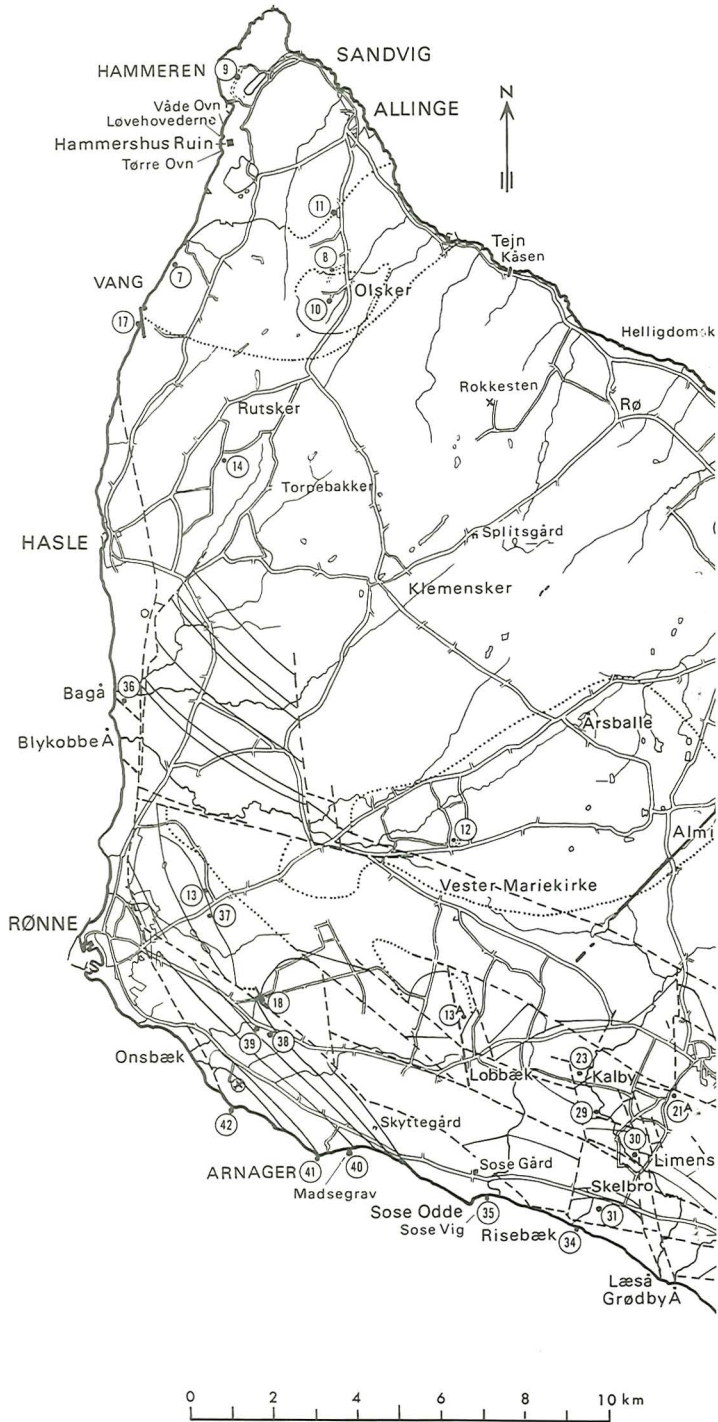 SANDVIG
HAMMEREN
9
N
ALLINGE
Våde Ovn
Løvehovederne
Hammershus Ruin
Tørre Ovn
11
Tejn
Kåsen
8
7
VANG
10
Olsker
17
Helligdomsk
Rokkesten
Rutsker
Rø
14
Torpebakker
HASLE
Splitsgård
Klemensker
36
Bagå
Blykobbe Å
Årsballe
12
Almi
Vester Mariekirke
13
37
RØNNE
18
13A
39
38
23
Onsbæk
Lobbæk
Kalby
21A
29
42
Skyttegård
30
Limens
ARNAGER
41
40
Madsegrav
Sose Gård
Skelbro
Sose Odde
35
31
Sose Vig
Risebæk
34
Læså
Grødby Å
0 2 4 6 8 10 km